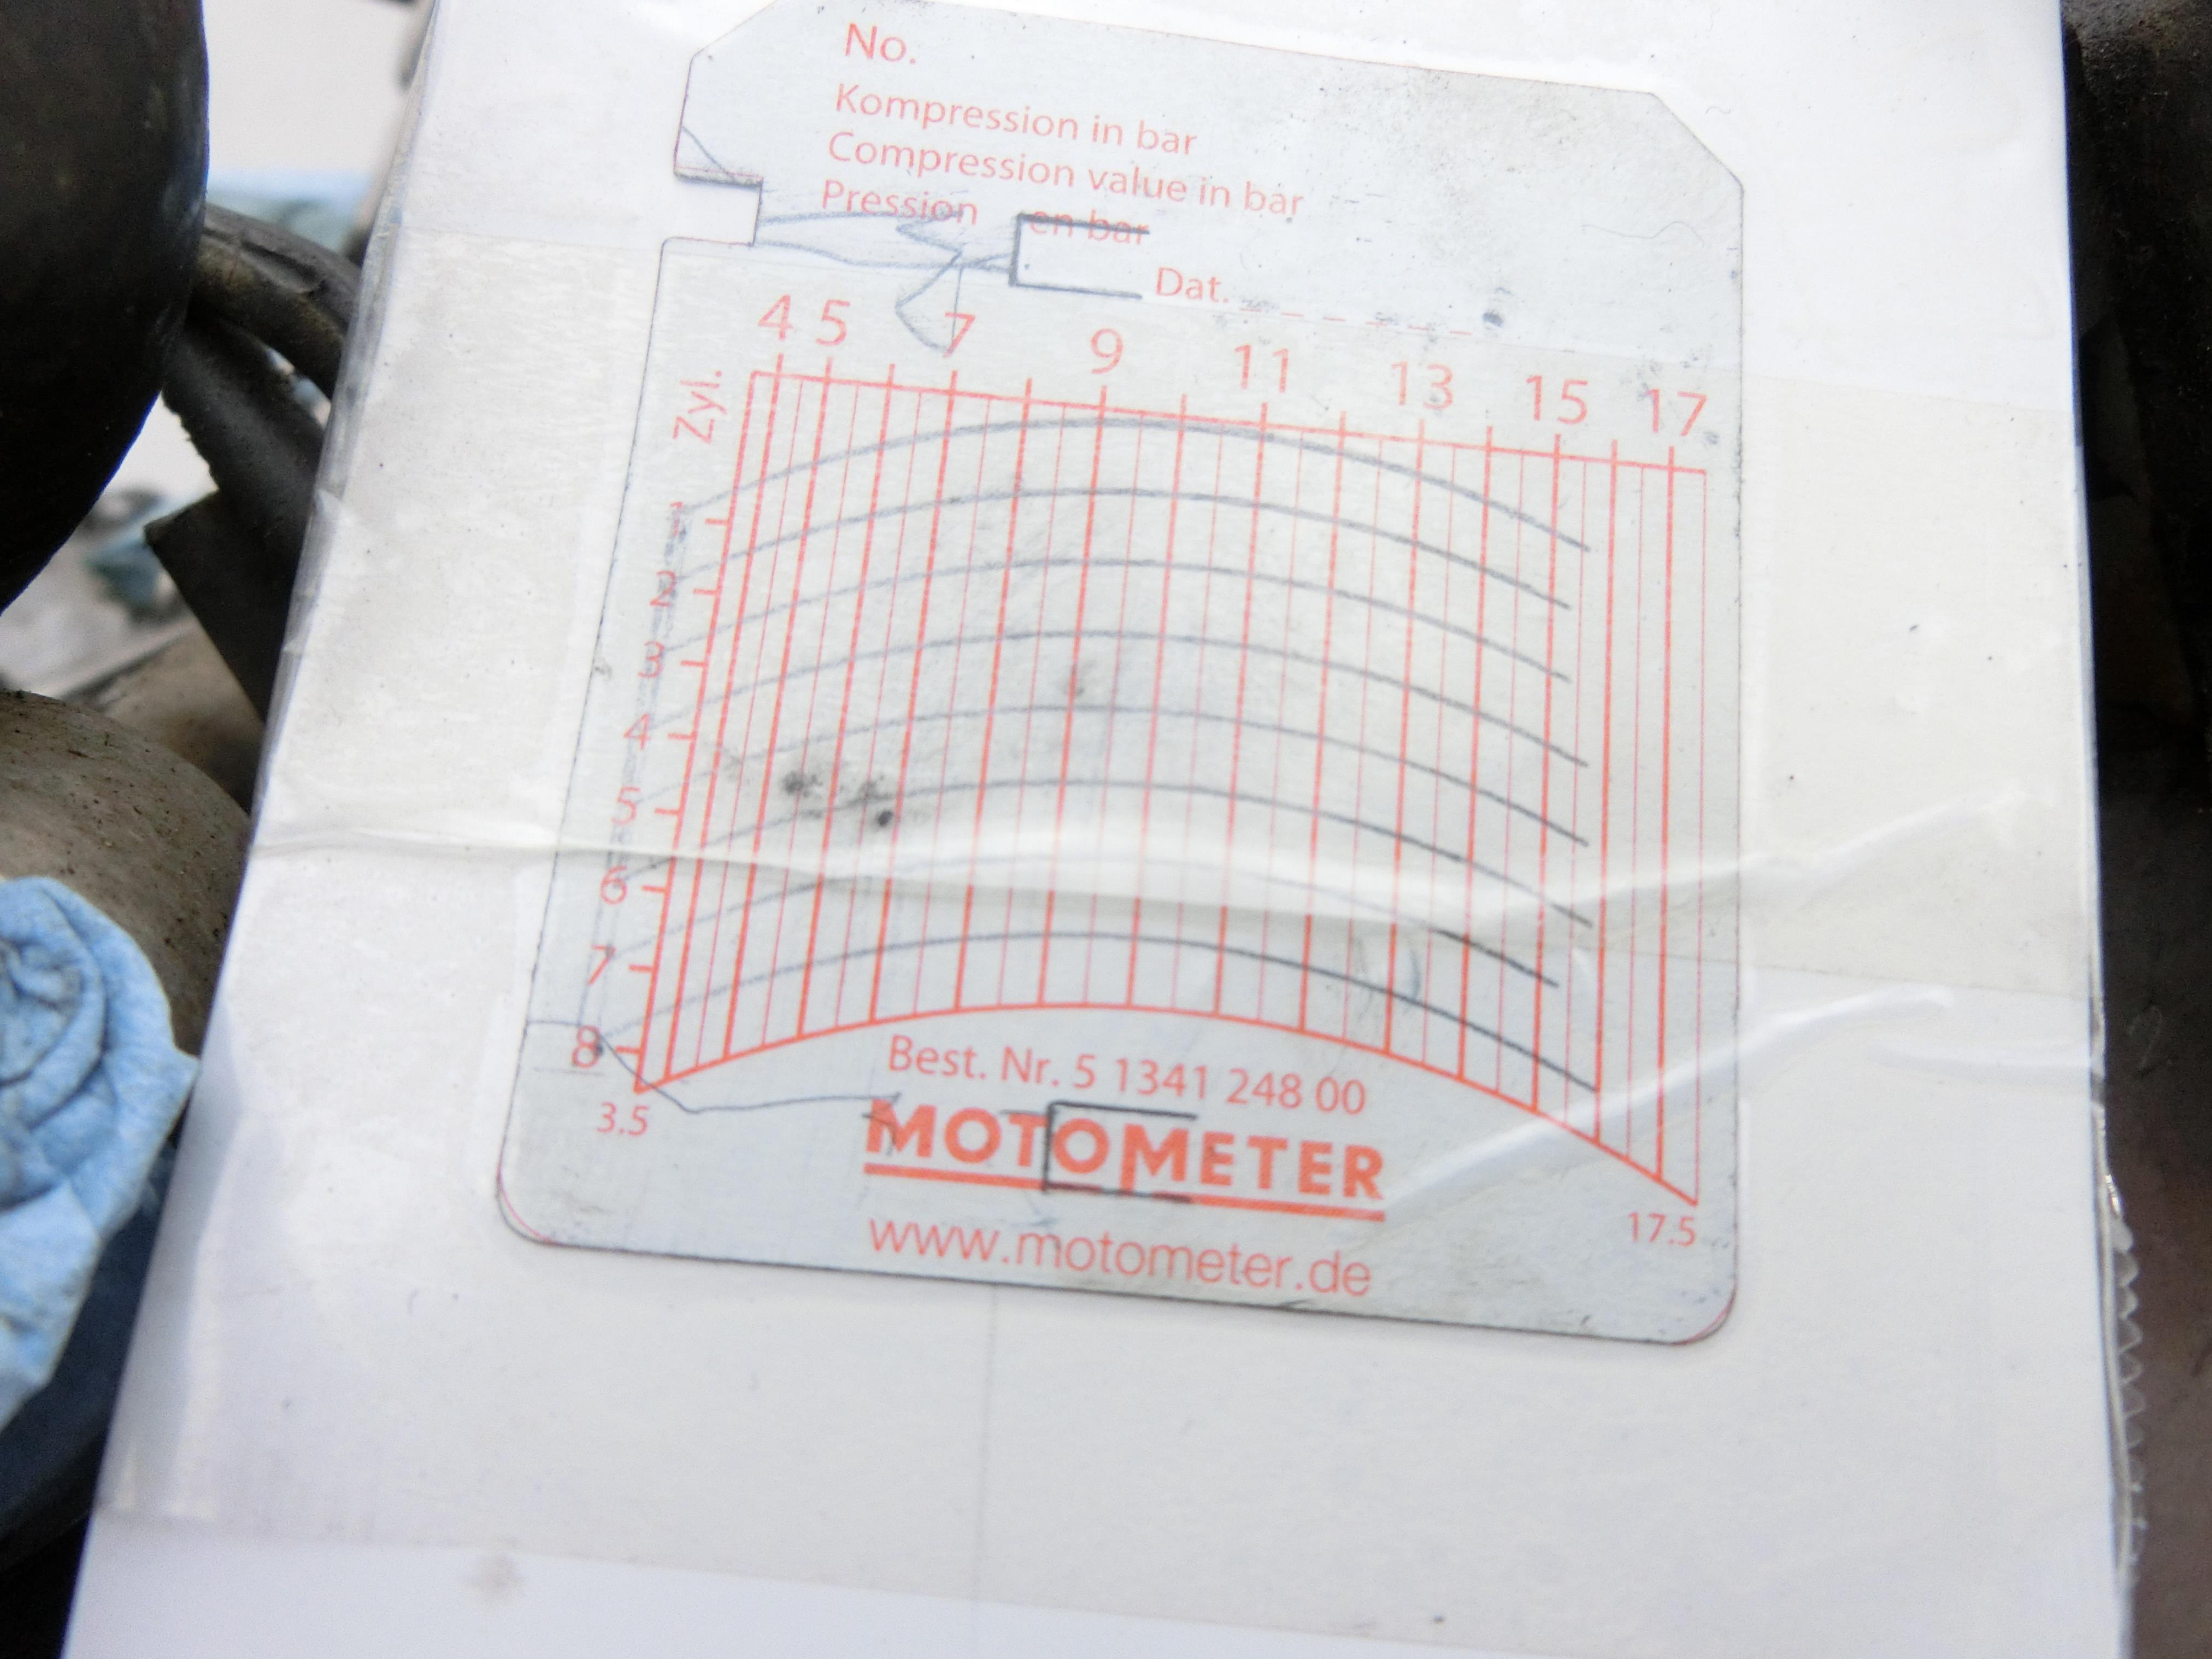 No.
Kompression in bar
Compression value in bar
Pression en bar
Dat.
4 5 7 9 11 13 15 17
Zyl.
1
2
3
4
5
6
7
8
3.5
17.5
Best. Nr. 5 1341 248 00
MOTOMETER
www.motometer.de